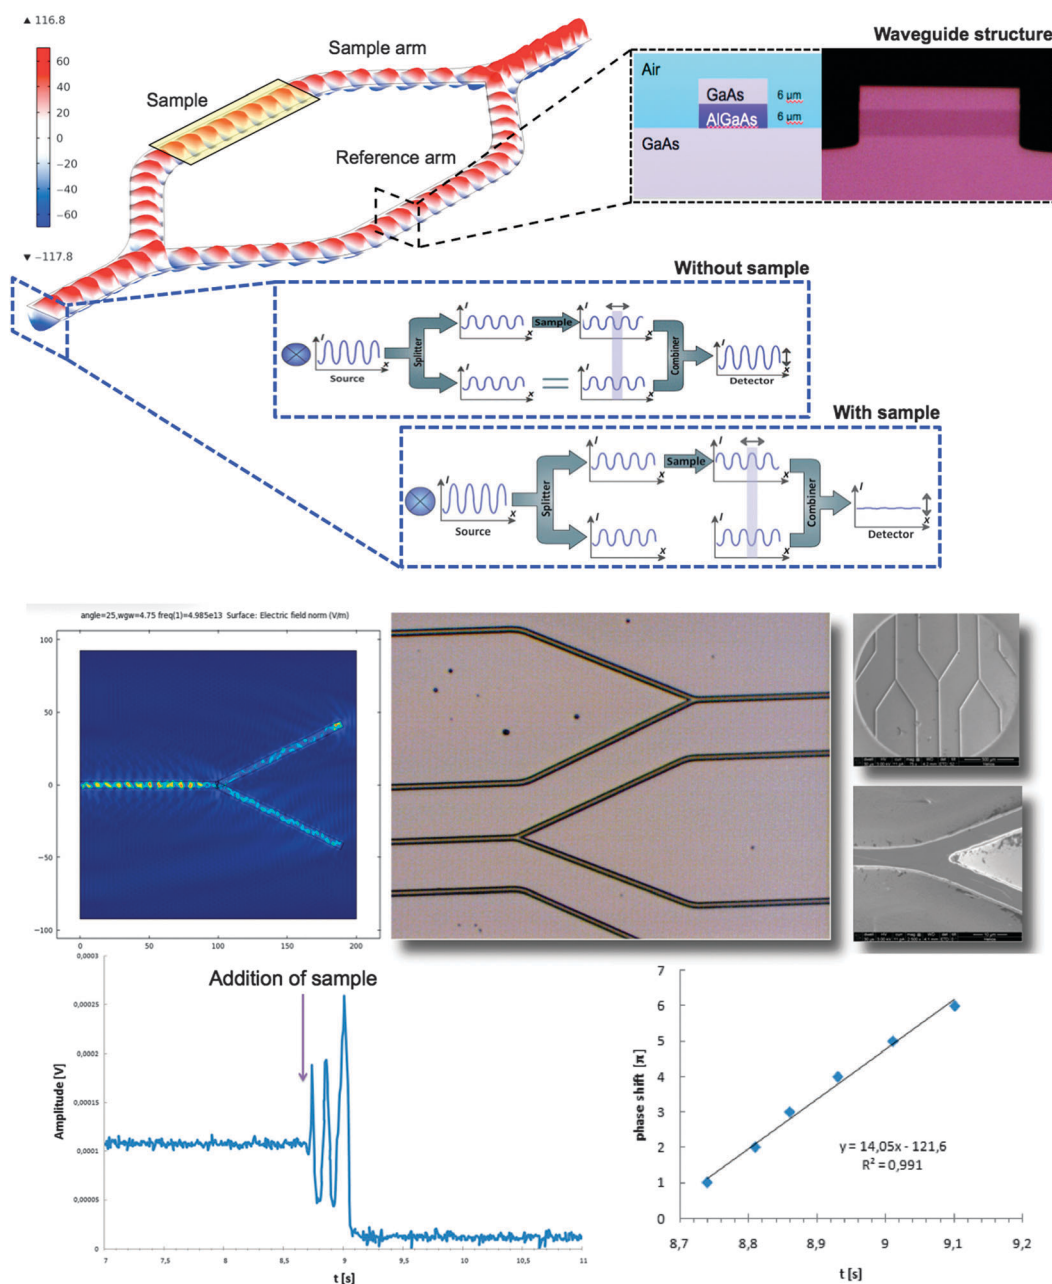 ▲ 116.8
60
40
20
0
−20
−40
−60
▼ −117.8
Sample arm
Sample
Reference arm
Waveguide structure
Air
GaAs
6 µm
AlGaAs
6 µm
GaAs
Without sample
I
x
Source
Splitter
I
x
Sample
I
x
I
x
I
x
Combiner
I
x
Detector
With sample
I
x
Source
Splitter
I
x
Sample
I
x
I
x
I
x
Combiner
I
x
Detector
angle=25,wgw=4.75 freq(1)=4.985e13 Surface: Electric field norm (V/m)
100
50
0
−50
−100
0
50
100
150
200
Addition of sample
Amplitude [V]
0,0003
0,00025
0,0002
0,00015
0,0001
0,00005
0
7
7,5
8
8,5
9
9,5
10
10,5
11
t [s]
phase shift [π]
7
6
5
4
3
2
1
0
y = 14,05x - 121,6
R² = 0,991
8,7
8,8
8,9
9
9,1
9,2
t [s]